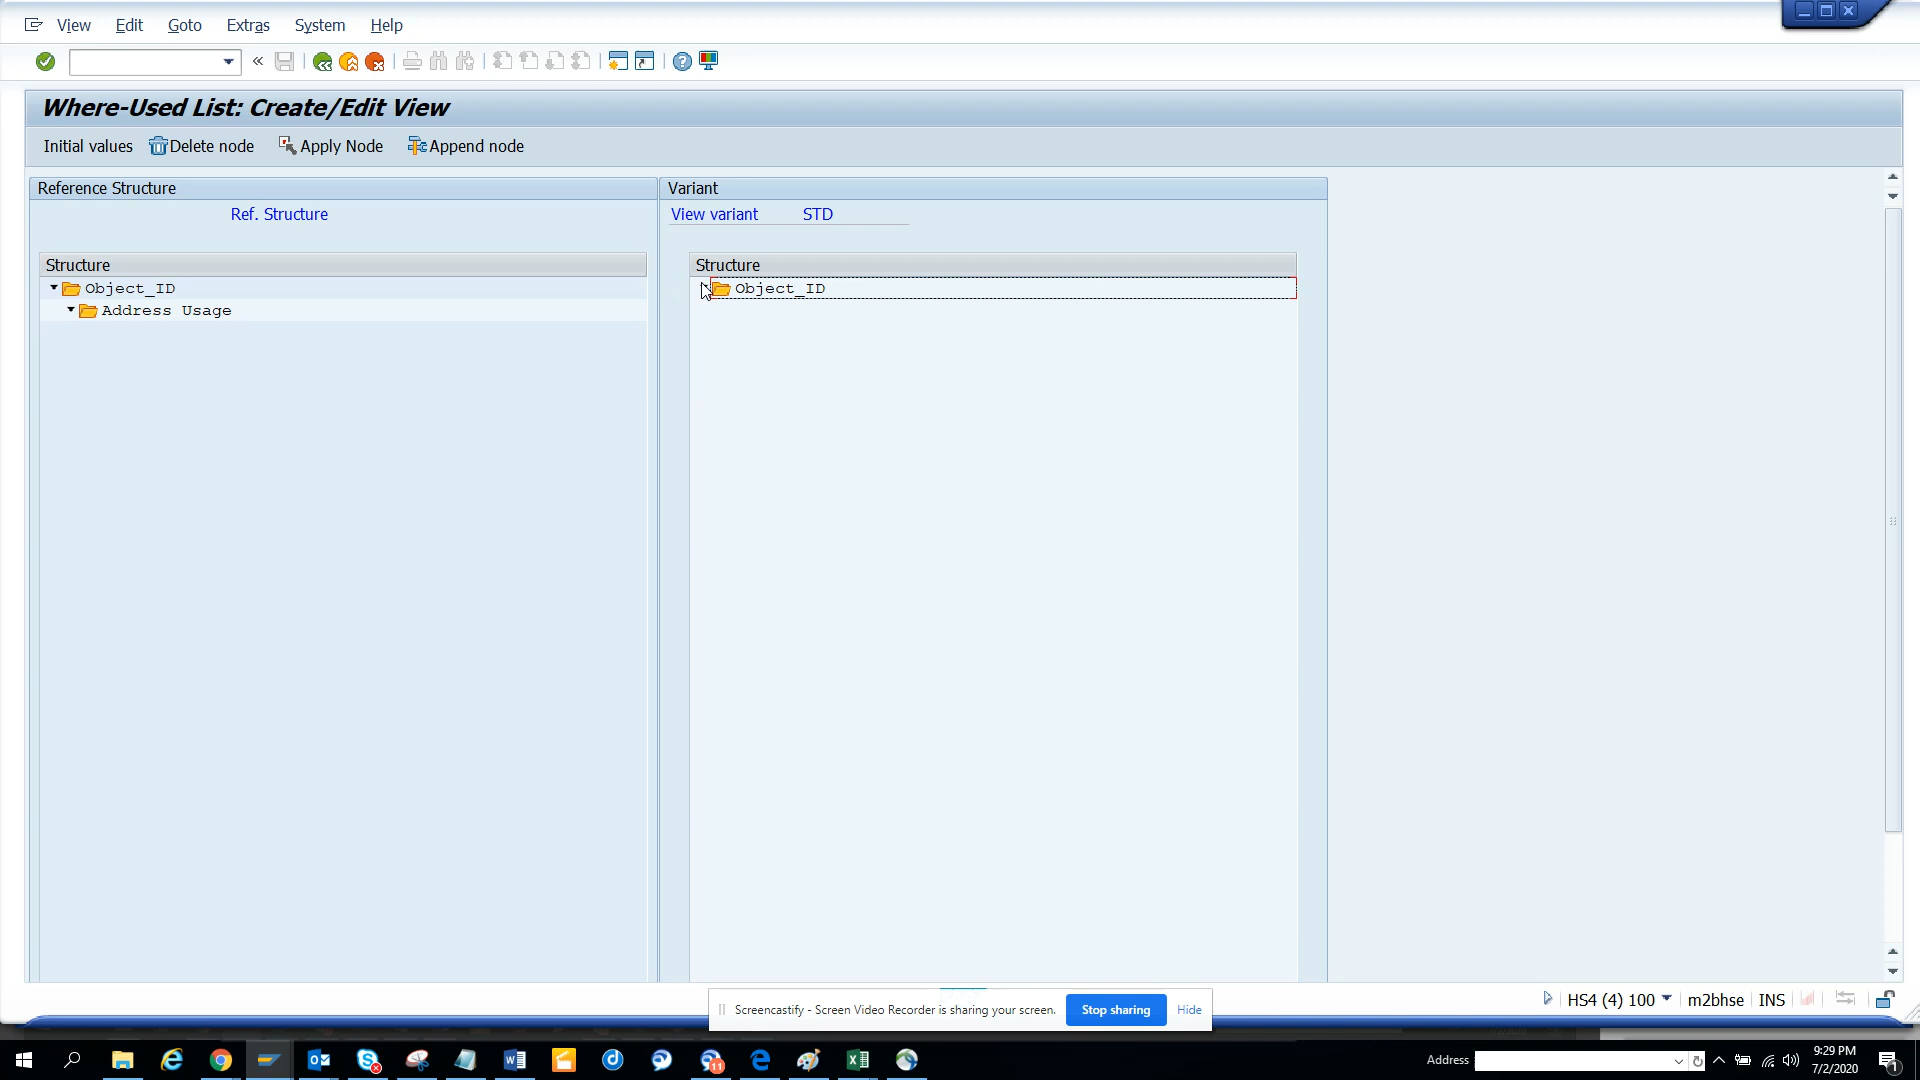 View Edit Goto Extras System Help
«
Where-Used List: Create/Edit View
Initial values Delete node Apply Node Append node
Reference Structure
Ref. Structure
Structure
Object_ID
Address Usage
Variant
View variant STD
Structure
Object_ID
HS4 (4) 100 m2bhse INS
Screencastify - Screen Video Recorder is sharing your screen. Stop sharing Hide
11
Address
9:29 PM
7/2/2020
1